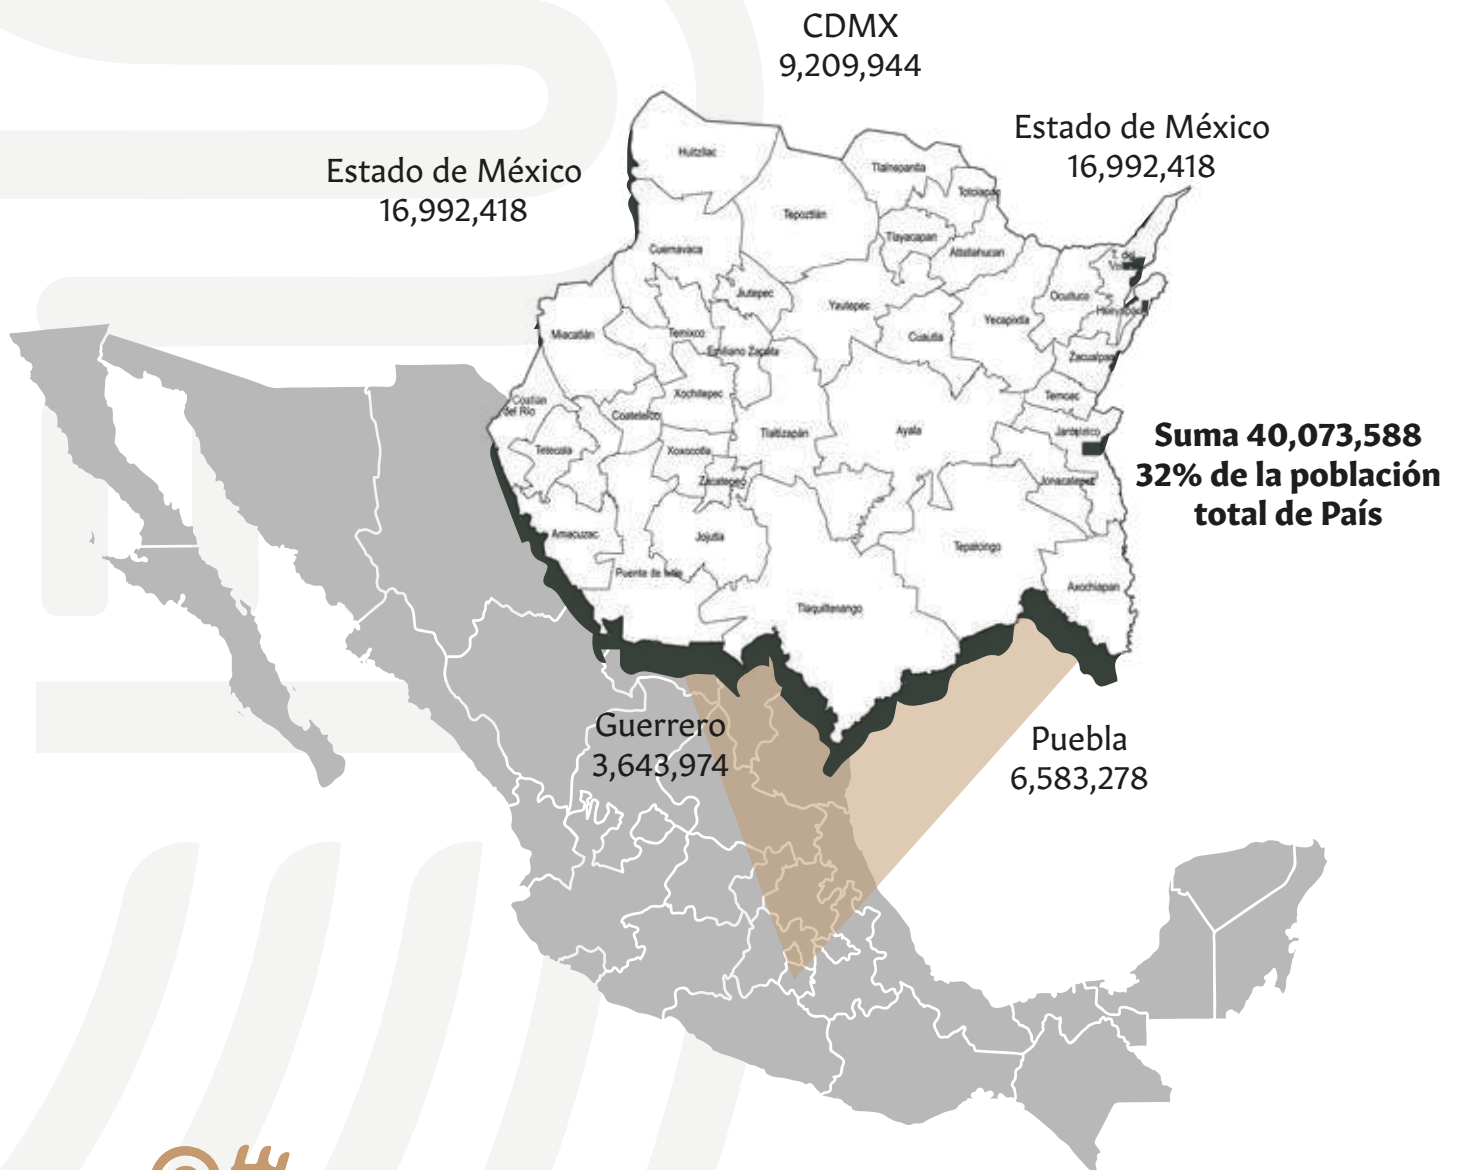 CDMX
9,209,944
Estado de México
16,992,418
Estado de México
16,992,418
Huitzilac
Tlalnepantla
Totolapan
Tepoztlán
Tlayacapan
Cuernavaca
Atlatlahucan
T. del
Jiutepec
Ocuituco
Yautepec
Yecapixtla
Miacatlán
Temixco
Cuautla
Emiliano Zapata
Zacualpan
Xochitepec
Temoac
Coatlán
del Río
Coatetelco
Tlaltizapán
Ayala
Jantetelco
Tetecala
Xoxocotla
Zacatepec
Jonacatepec
Amacuzac
Jojutla
Tepalcingo
Puente de Ixtla
Axochiapan
Tlaquiltenango
Suma 40,073,588
32% de la población
total de País
Guerrero
3,643,974
Puebla
6,583,278